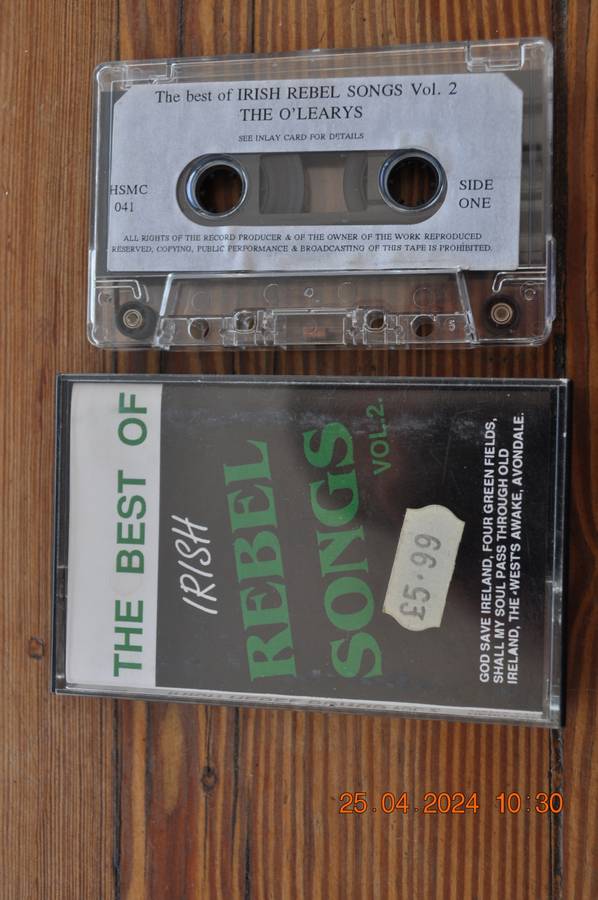 The best of IRISH REBEL SONGS Vol. 2
THE O'LEARYS
SEE INLAY CARD FOR DETAILS
HSMC
041
SIDE
ONE
ALL RIGHTS OF THE RECORD PRODUCER & OF THE OWNER OF THE WORK REPRODUCED
RESERVED, COPYING, PUBLIC PERFORMANCE & BROADCASTING OF THIS TAPE IS PROHIBITED.
THE BEST OF
IRISH
REBEL
SONGS
VOL.2.
£5.99
GOD SAVE IRELAND, FOUR GREEN FIELDS,
SHALL MY SOUL PASS THROUGH OLD
IRELAND, THE WESTS AWAKE, AVONDALE.
25.04.2024 10:30